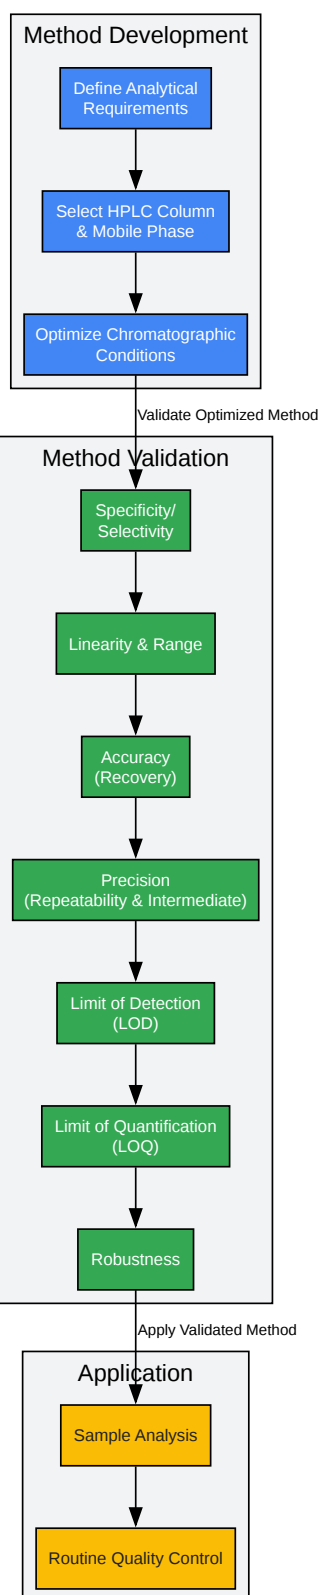 Method Development
Define Analytical
Requirements
Select HPLC Column
& Mobile Phase
Optimize Chromatographic
Conditions
Validate Optimized Method
Method Validation
Specificity/
Selectivity
Linearity & Range
Accuracy
(Recovery)
Precision
(Repeatability & Intermediate)
Limit of Detection
(LOD)
Limit of Quantification
(LOQ)
Robustness
Apply Validated Method
Application
Sample Analysis
Routine Quality Control